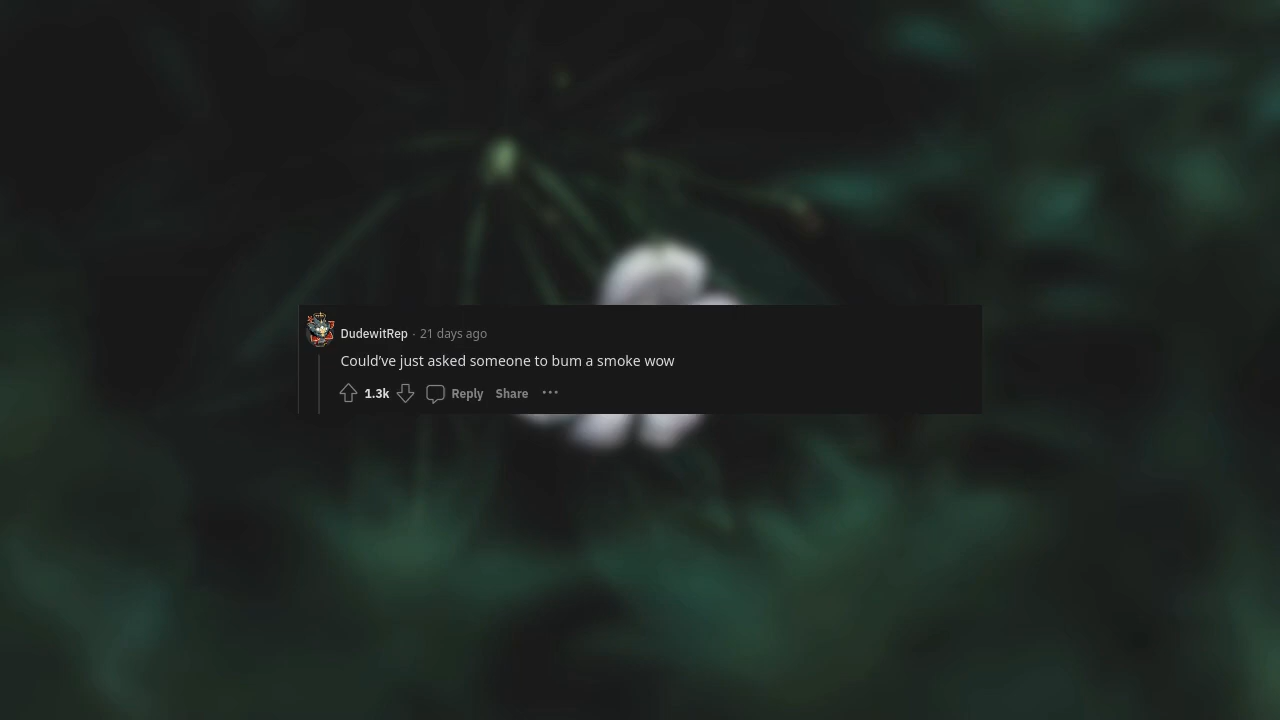 DudewitRep · 21 days ago
Could've just asked someone to bum a smoke wow
1.3k Reply Share ···